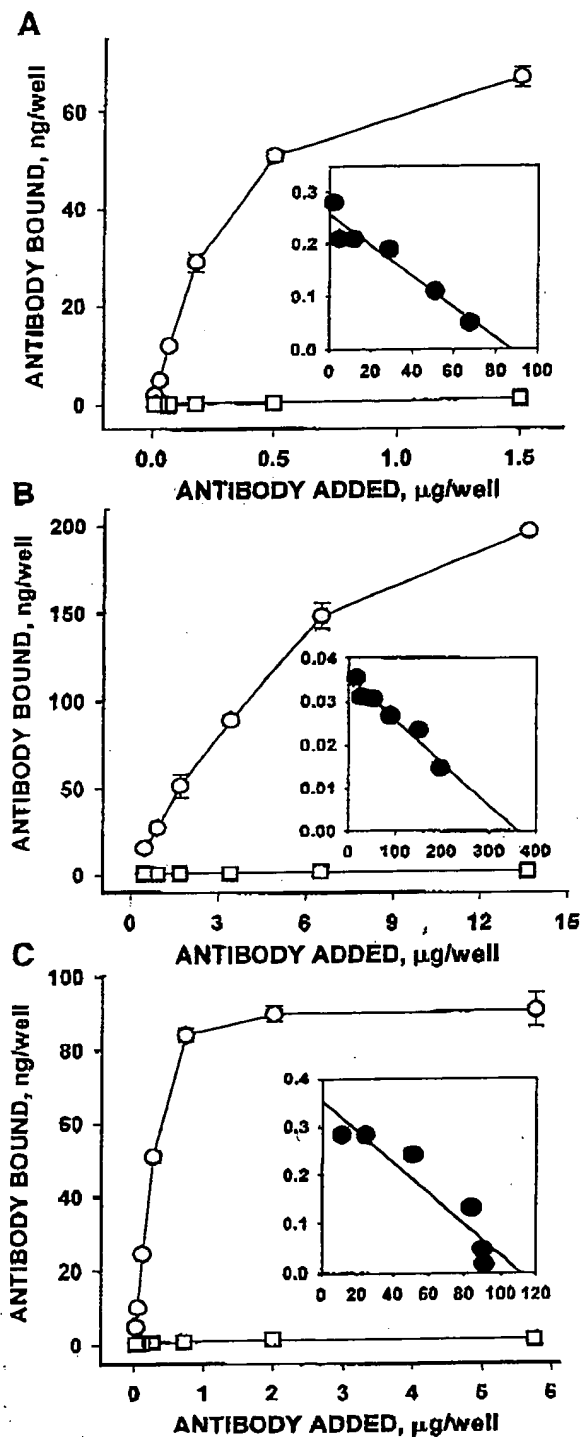 A
ANTIBODY BOUND, ng/well
60
40
20
0
0.3
0.2
0.1
0.0
0 20 40 60 80 100
0.0 0.5 1.0 1.5
ANTIBODY ADDED, μg/well
B
ANTIBODY BOUND, ng/well
200
150
100
50
0
0.04
0.03
0.02
0.01
0.00
0 100 200 300 400
0 3 6 9 12 15
ANTIBODY ADDED, μg/well
C
ANTIBODY BOUND, ng/well
100
80
60
40
20
0
0.4
0.3
0.2
0.1
0.0
0 20 40 60 80 100 120
0 1 2 3 4 5 6
ANTIBODY ADDED, μg/well